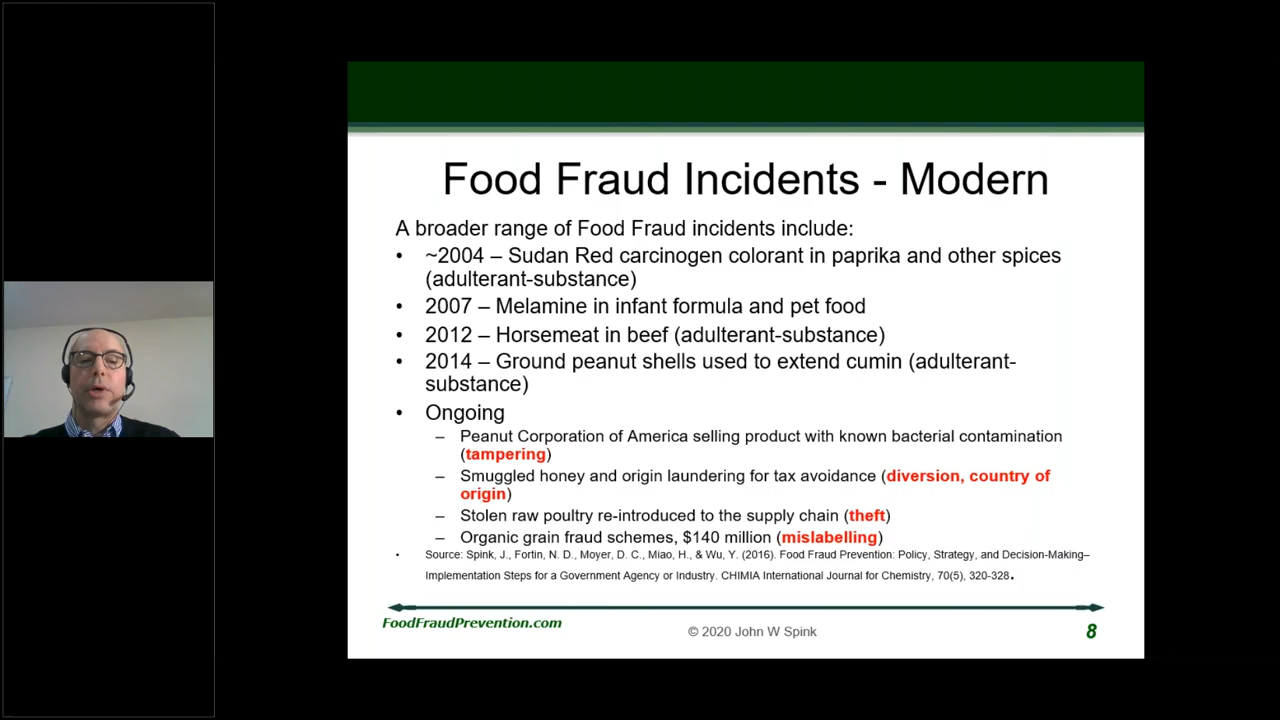 Food Fraud Incidents - Modern
A broader range of Food Fraud incidents include:
• ~2004 – Sudan Red carcinogen colorant in paprika and other spices
(adulterant-substance)
• 2007 – Melamine in infant formula and pet food
• 2012 – Horsemeat in beef (adulterant-substance)
• 2014 – Ground peanut shells used to extend cumin (adulterant-
substance)
• Ongoing
– Peanut Corporation of America selling product with known bacterial contamination
(tampering)
– Smuggled honey and origin laundering for tax avoidance (diversion, country of
origin)
– Stolen raw poultry re-introduced to the supply chain (theft)
– Organic grain fraud schemes, $140 million (mislabelling)
• Source: Spink, J., Fortin, N. D., Moyer, D. C., Miao, H., & Wu, Y. (2016). Food Fraud Prevention: Policy, Strategy, and Decision-Making–
Implementation Steps for a Government Agency or Industry. CHIMIA International Journal for Chemistry, 70(5), 320-328.
FoodFraudPrevention.com
© 2020 John W Spink
8